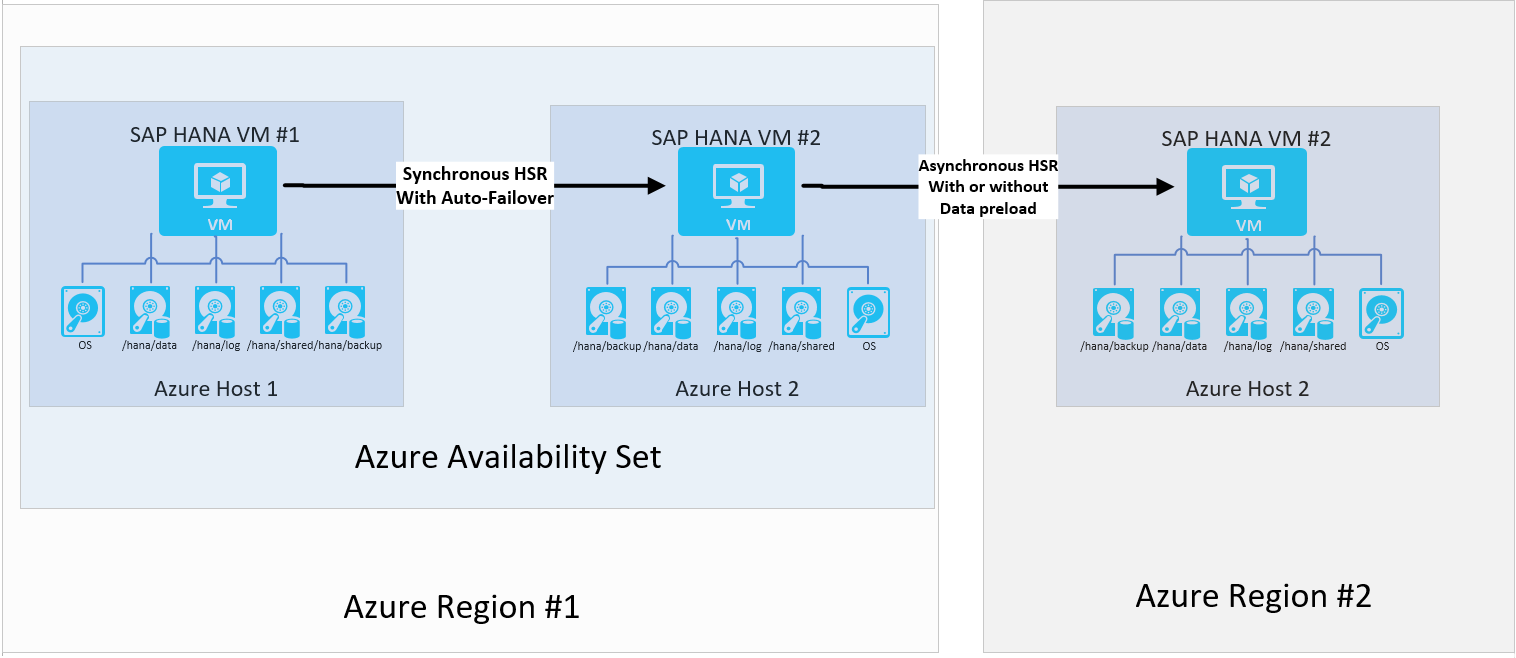 SAP HANA VM #1
VM
OS
/hana/data
/hana/log
/hana/shared
/hana/backup
Azure Host 1
Synchronous HSR
With Auto-Failover
SAP HANA VM #2
VM
/hana/backup
/hana/data
/hana/log
/hana/shared
OS
Azure Host 2
Azure Availability Set
Azure Region #1
Asynchronous HSR
With or without
Data preload
SAP HANA VM #2
VM
/hana/backup
/hana/data
/hana/log
/hana/shared
OS
Azure Host 2
Azure Region #2